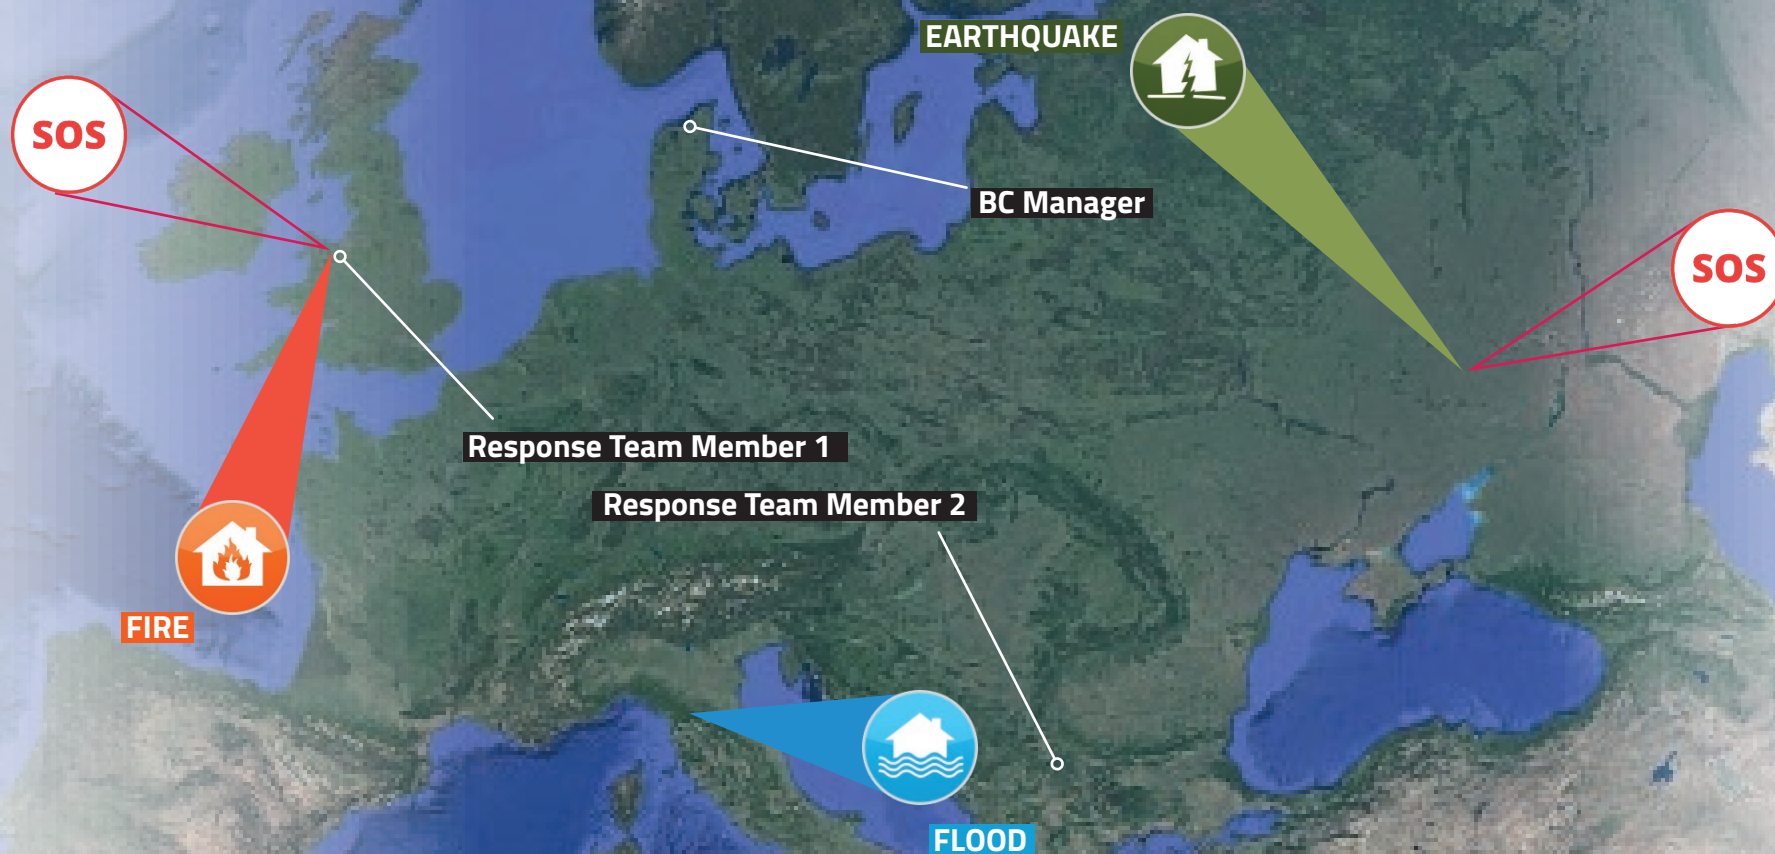 EARTHQUAKE
SOS
BC Manager
SOS
Response Team Member 1
Response Team Member 2
FIRE
FLOOD